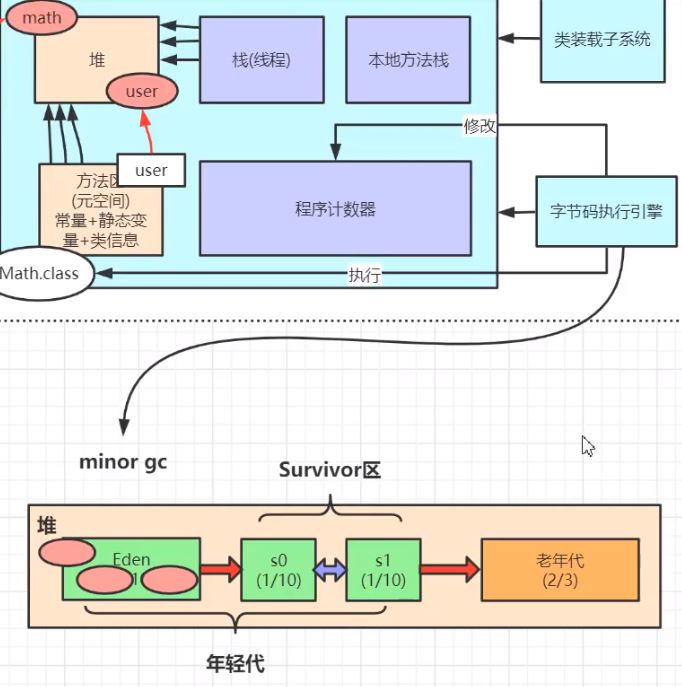 math
堆
栈(线程)
本地方法栈
类装载子系统
user
修改
user
方法区
(元空间)
常量+静态变
量+类信息
程序计数器
字节码执行引擎
Math.class
执行
minor gc
Survivor区
堆
Eden
s0
(1/10)
s1
(1/10)
老年代
(2/3)
年轻代